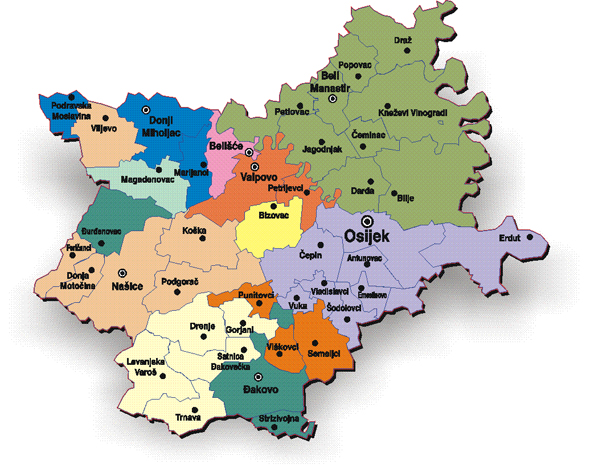 Draž
Popovac
Beli
Manastir
Podravska
Moslavina
Viljevo
Donji
Miholjac
Petlovac
Kneževi Vinogradi
Čeminac
Jagodnjak
Belišće
Marijanci
Magadenovac
Valpovo
Petrijevci
Darda
Bilje
Bizovac
Đurđenovac
Koška
Osijek
Erdut
Čepin
Antunovac
Feričanci
Donja
Motočina
Našice
Podgorač
Vladislavci
Ernestinovo
Punitovci
Vuka
Šodolovci
Drenje
Gorjani
Satnica
Đakovačka
Viškovci
Semeljci
Levanjska
Varoš
Đakovo
Trnava
Strizivojna